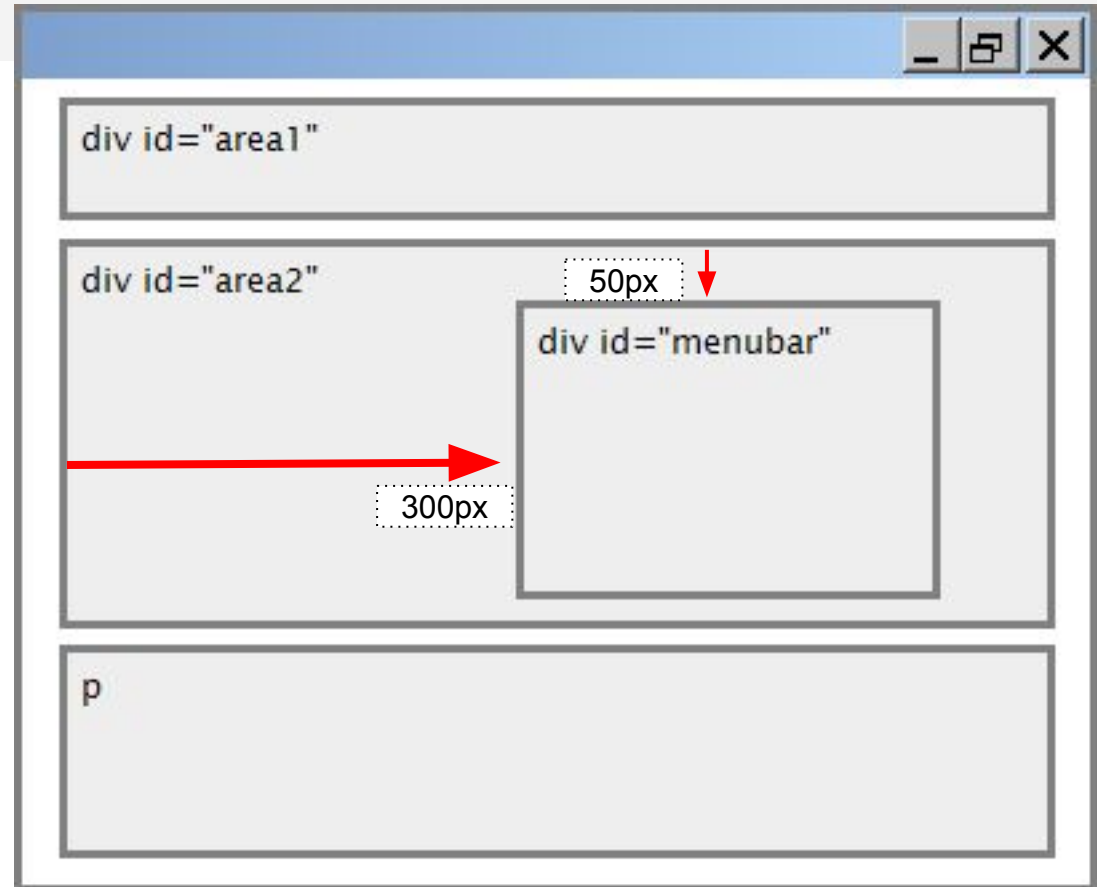 div id="area1"
div id="area2"
50px
div id="menubar"
300px
p